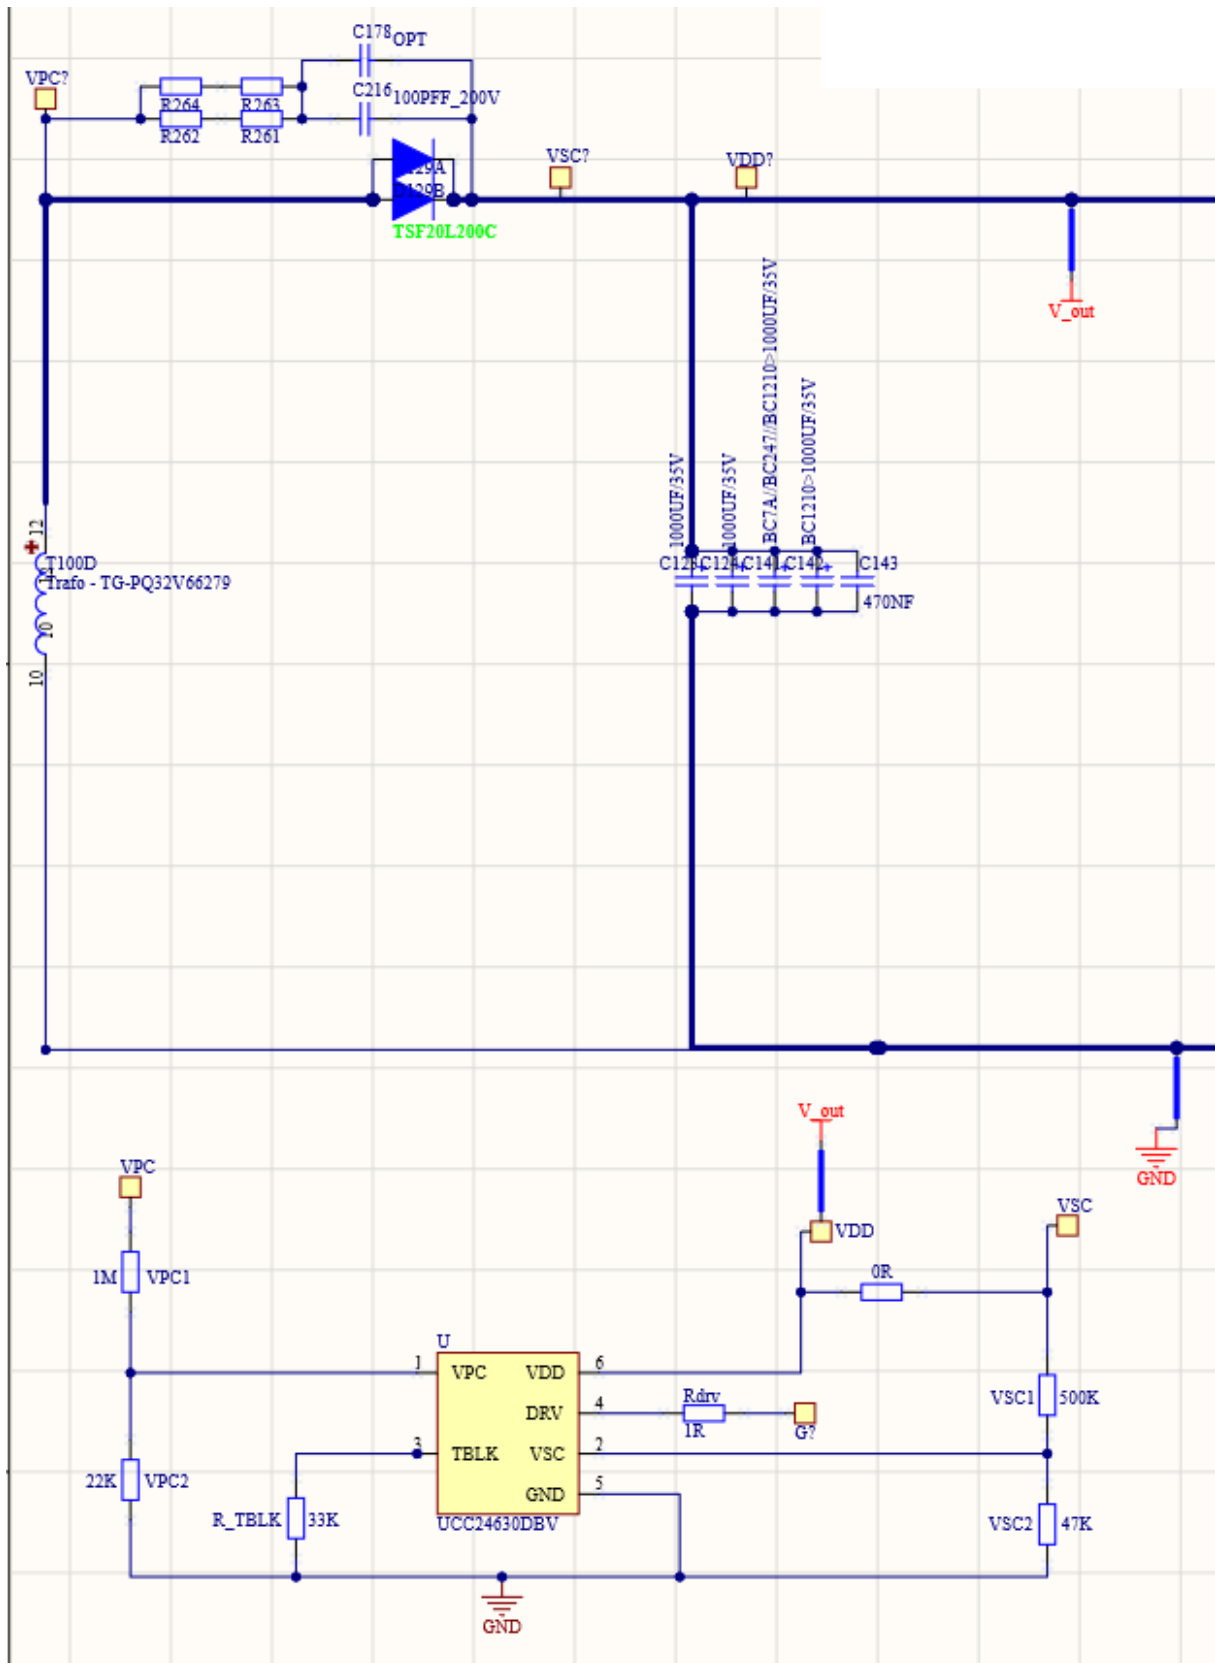 C178
OPT
VPC?
C216
100PFF_200V
R264
R263
R262
R261
VSC?
VDD?
D129B
TSF20L200C
V_out
1000UF/35V
1000UF/35V
BC7A//BC247//BC1210>1000UF/35V
BC1210>1000UF/35V
12
T100D
Trafo - TG-PQ32V66279
C124
C141
C142
C143
470NF
10
10
V_out
GND
VPC
VSC
VDD
1M
VPC1
0R
U
1
VPC
VDD
6
Rdrv
VSC1
500K
DRV
4
1R
G?
3
TBLK
VSC
2
22K
VPC2
GND
5
R_TBLK
33K
UCC24630DBV
VSC2
47K
GND